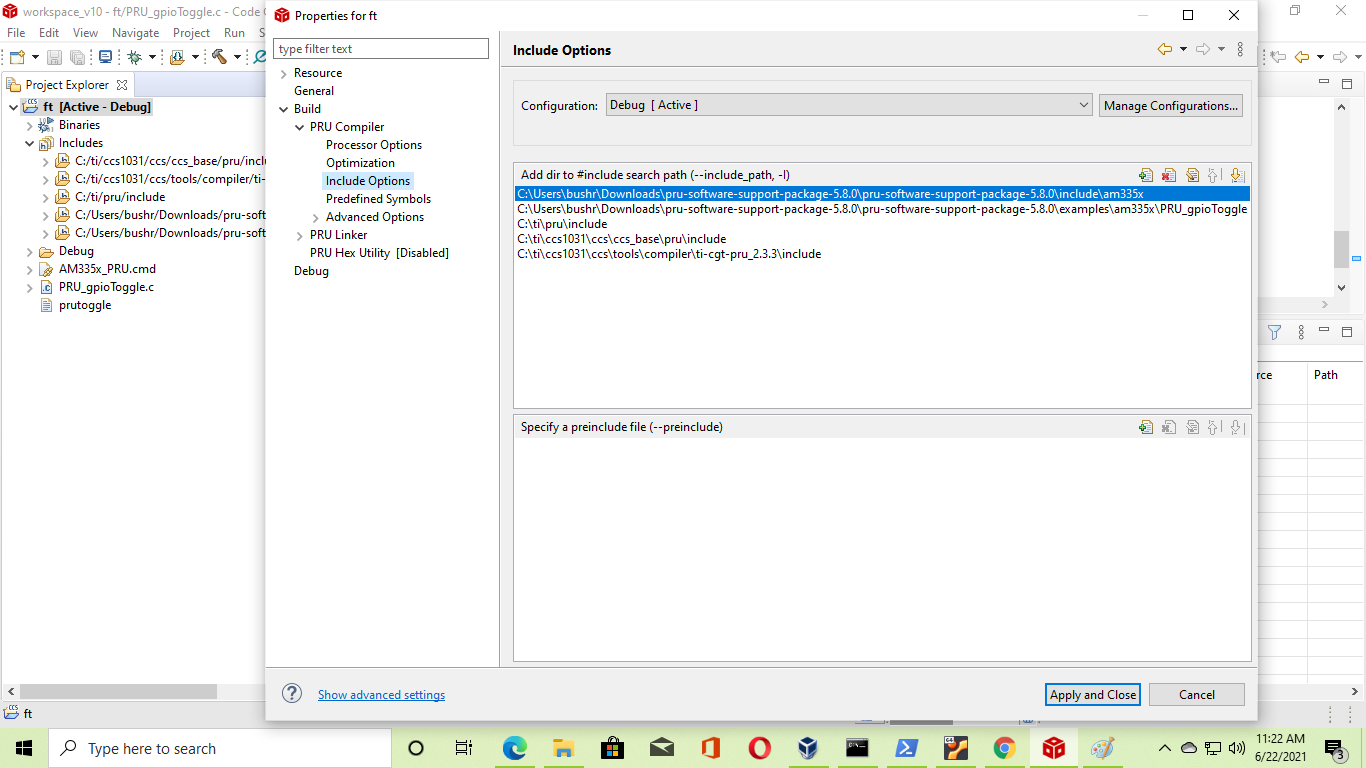 workspace_v10 - ft/PRU_gpioToggle.c - Code C
File Edit View Navigate Project Run S
Project Explorer
ft [Active - Debug]
Binaries
Includes
C:/ti/ccs1031/ccs/ccs_base/pru/inclu
C:/ti/ccs1031/ccs/tools/compiler/ti-
C:/ti/pru/include
C:/Users/bushr/Downloads/pru-soft
C:/Users/bushr/Downloads/pru-soft
Debug
AM335x_PRU.cmd
PRU_gpioToggle.c
prutoggle
ft
Properties for ft
type filter text
Resource
General
Build
PRU Compiler
Processor Options
Optimization
Include Options
Predefined Symbols
Advanced Options
PRU Linker
PRU Hex Utility [Disabled]
Debug
Include Options
Configuration: Debug [ Active ] Manage Configurations...
Add dir to #include search path (--include_path, -I)
C:\Users\bushr\Downloads\pru-software-support-package-5.8.0\pru-software-support-package-5.8.0\include\am335x
C:\Users\bushr\Downloads\pru-software-support-package-5.8.0\pru-software-support-package-5.8.0\examples\am335x\PRU_gpioToggle
C:\ti\pru\include
C:\ti\ccs1031\ccs\ccs_base\pru\include
C:\ti\ccs1031\ccs\tools\compiler\ti-cgt-pru_2.3.3\include
Specify a preinclude file (--preinclude)
Show advanced settings
Apply and Close Cancel
rce Path
Type here to search
11:22 AM
6/22/2021
3